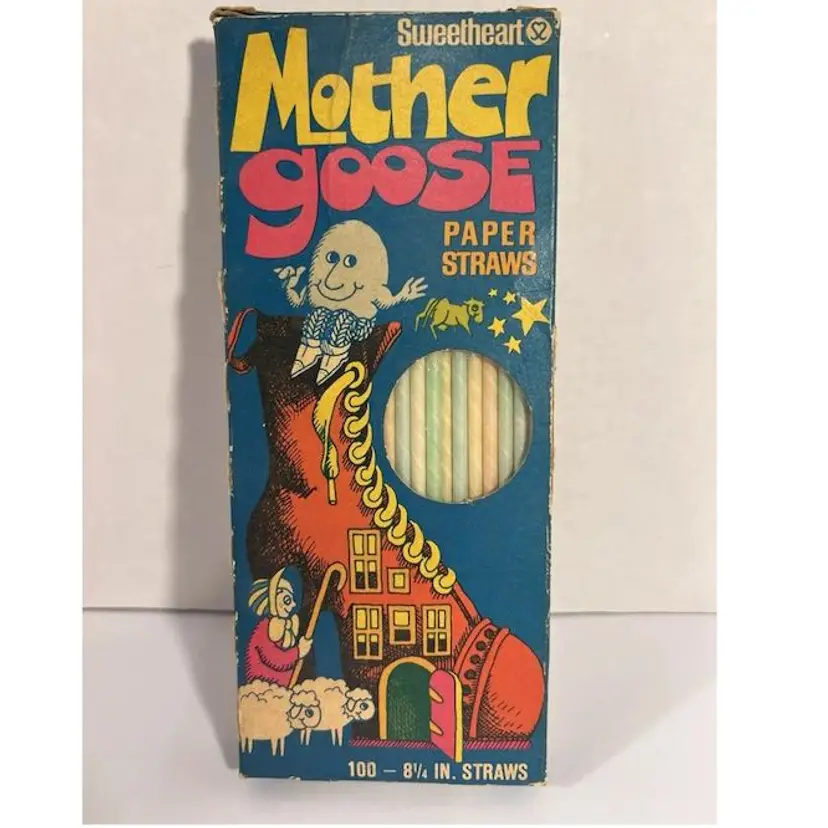 Sweetheart
Mother
goose
PAPER
STRAWS
100 - 8¼ IN. STRAWS